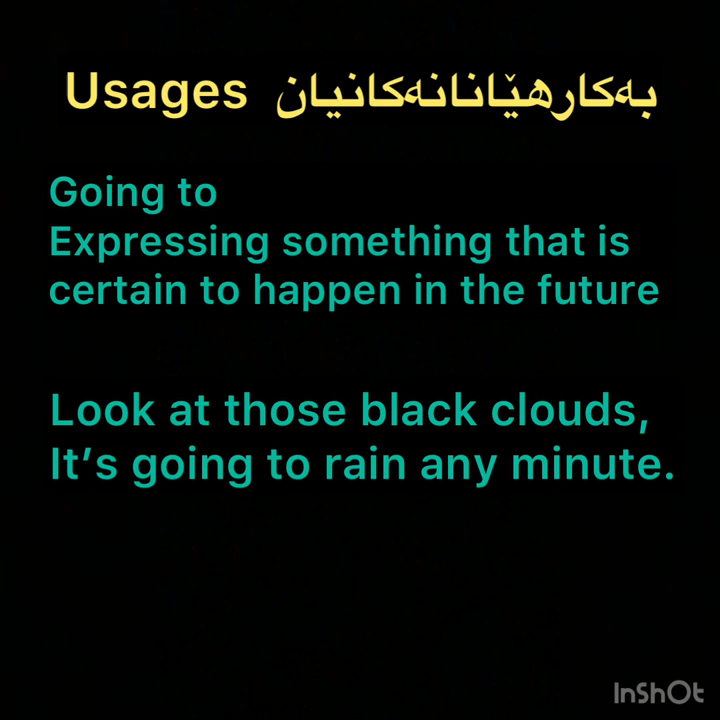 Usages بەکارهێنانەکانیان
Going to
Expressing something that is
certain to happen in the future
Look at those black clouds,
It’s going to rain any minute.
InShOt